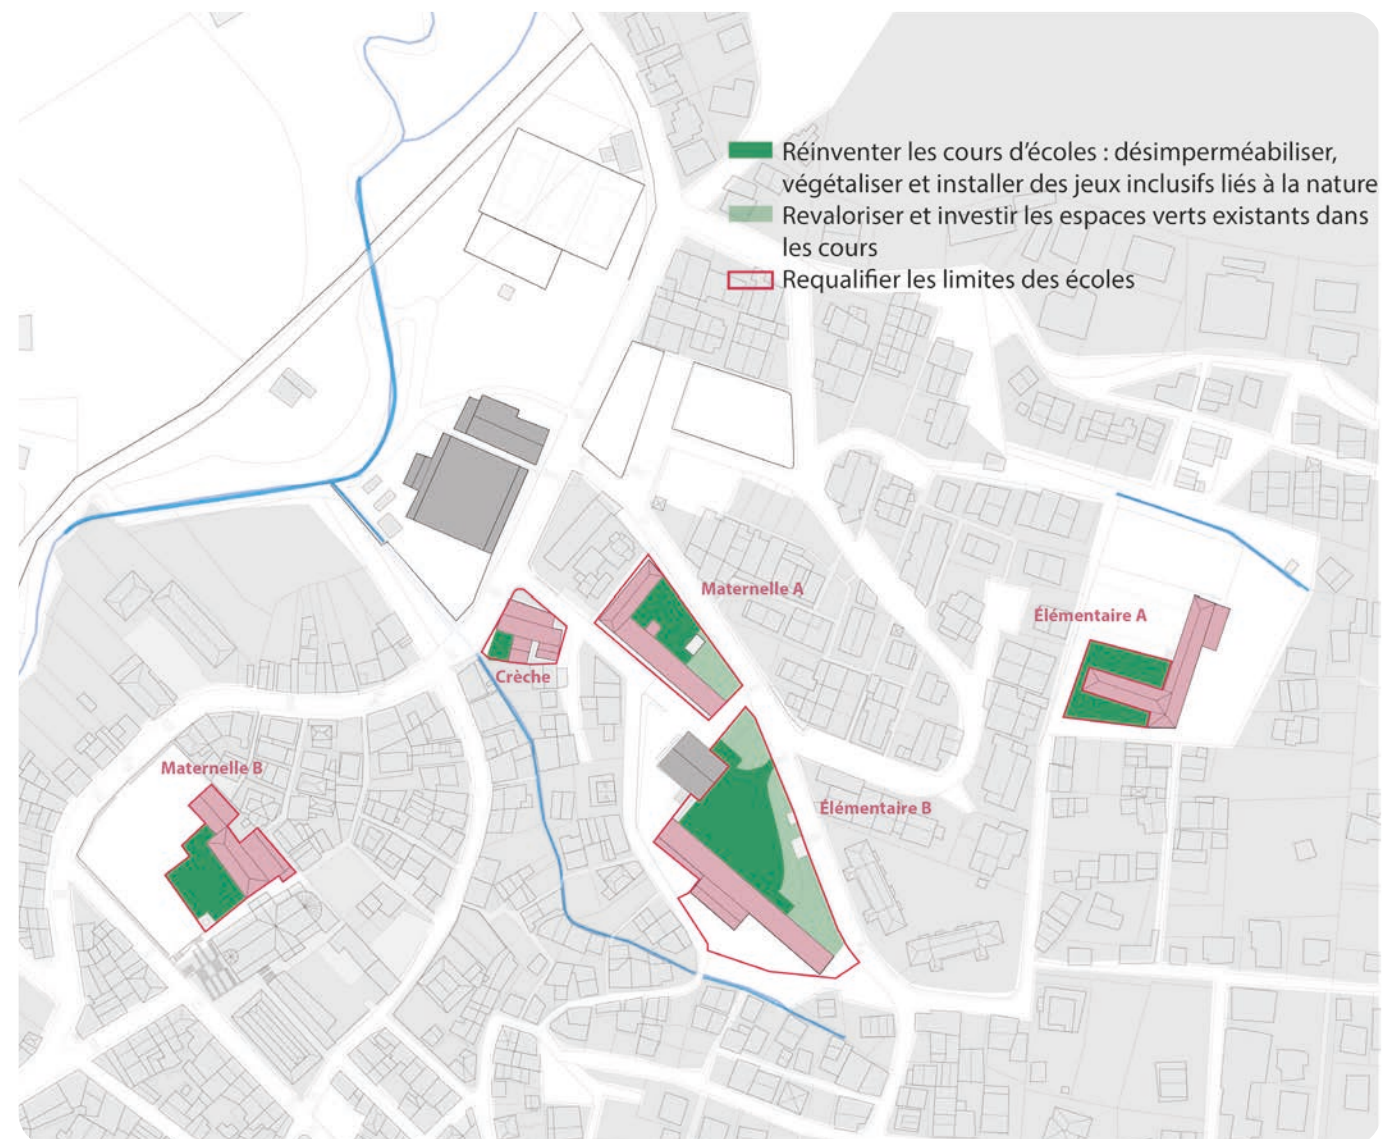 Réinventer les cours d'écoles : désimperméabiliser,
végétaliser et installer des jeux inclusifs liés à la nature
Revaloriser et investir les espaces verts existants dans
les cours
Requalifier les limites des écoles
Maternelle A
Élémentaire A
Crèche
Maternelle B
Élémentaire B